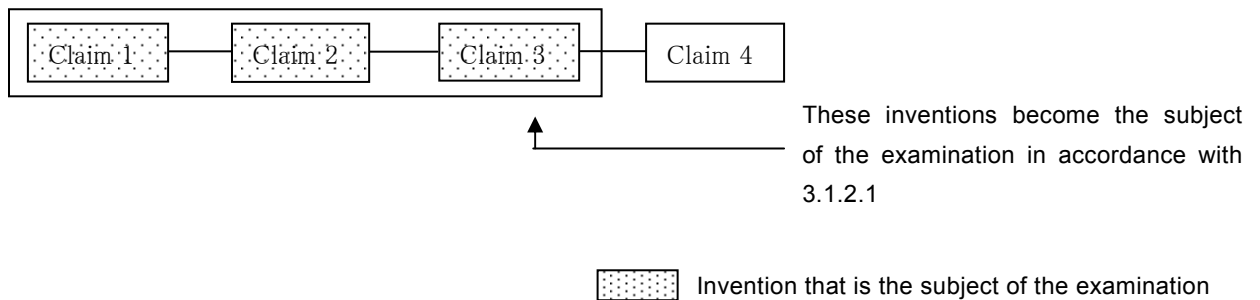 Claim 1 Claim 2 Claim 3 Claim 4
These inventions become the subject
of the examination in accordance with
3.1.2.1
Invention that is the subject of the examination